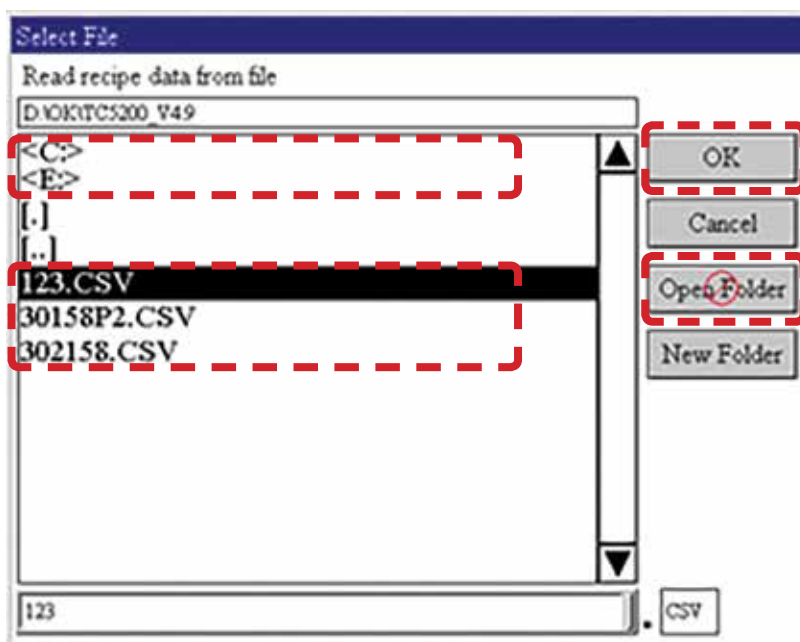 Select File
Read recipe data from file
D:\OK\TC5200_V4.9
<C:>
<E:>
[.]
[..]
123.CSV
30158P2.CSV
302158.CSV
OK
Cancel
Open Folder
New Folder
123 . CSV